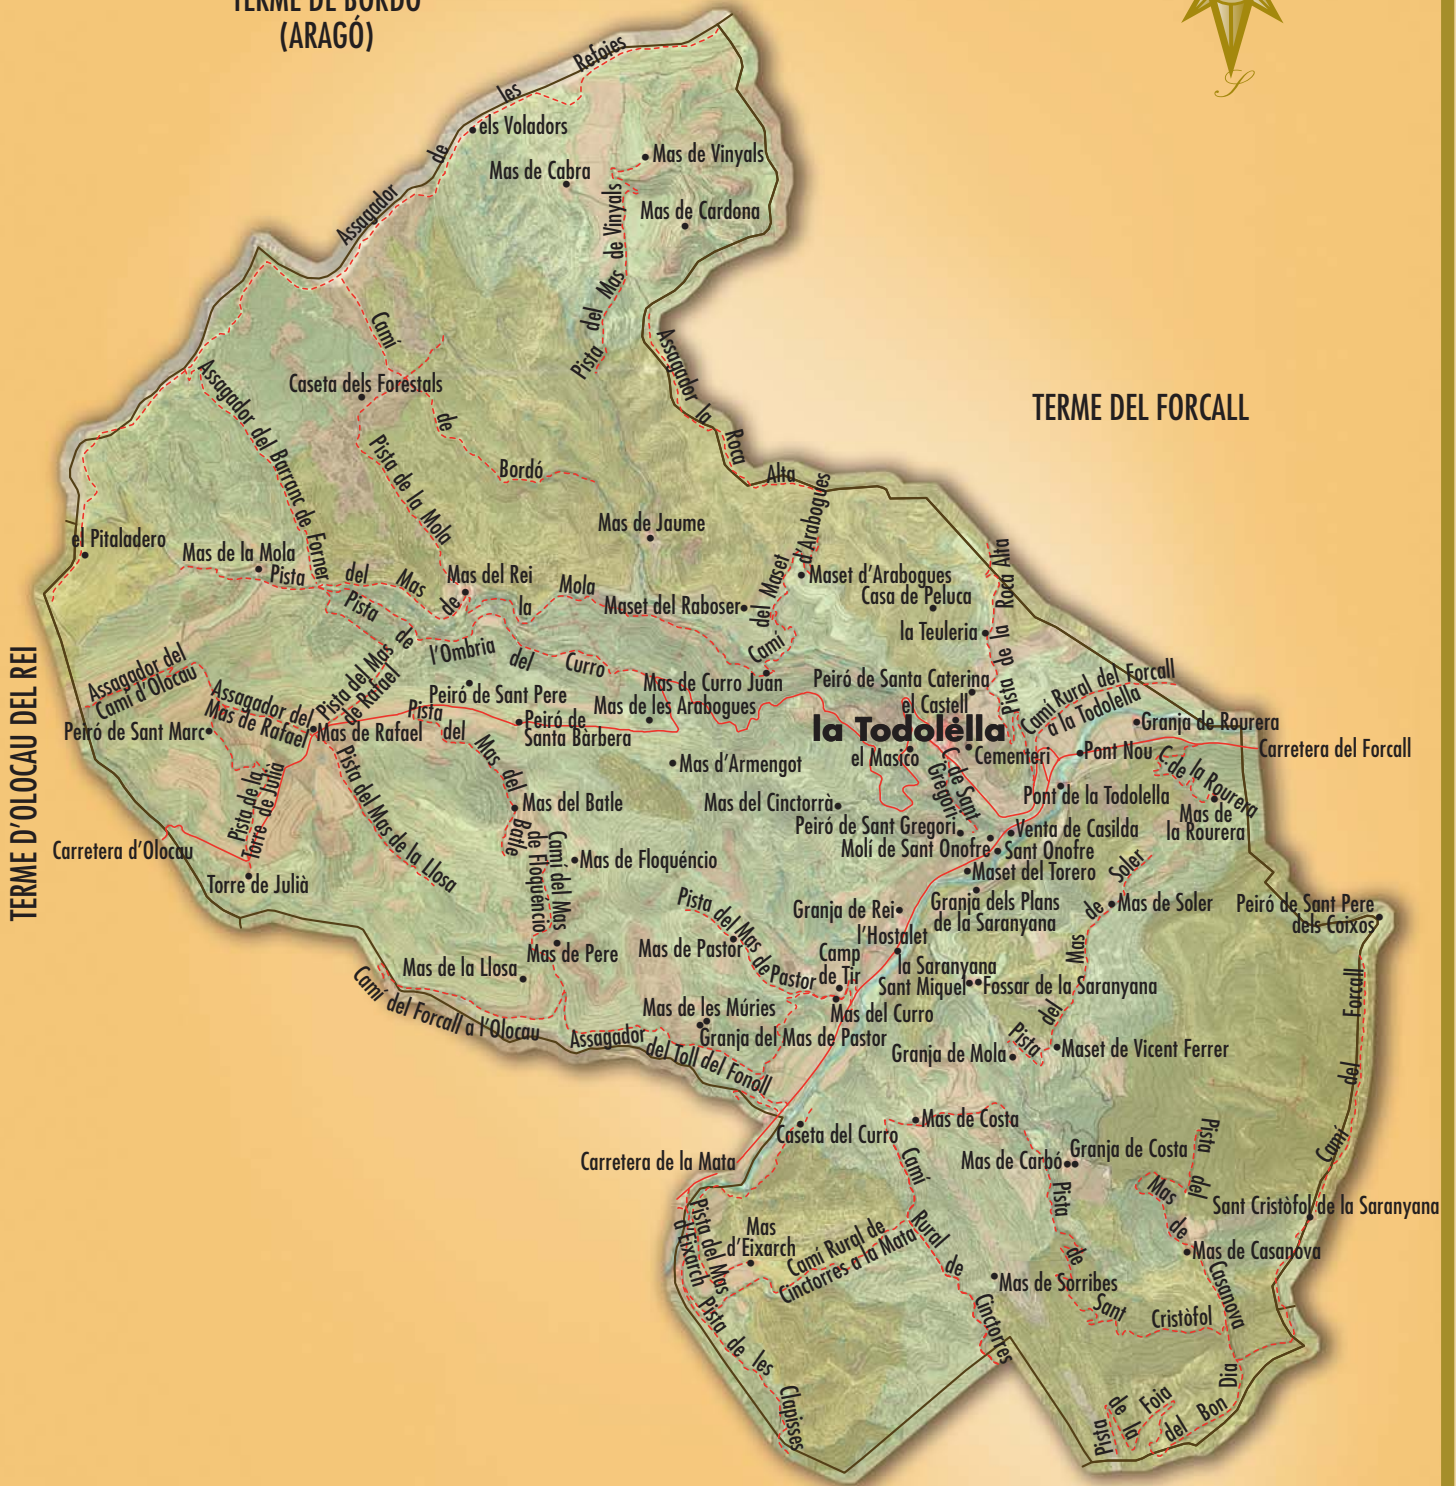 TERME DE BORDÓ
(ARAGÓ)
S
Assagador de les Refoies
els Voladors
Mas de Vinyals
Mas de Cabra
Mas de Cardona
Pista del Mas de Vinyals
Camí de Bordó
Assagador la Roca Alta
Caseta dels Forestals
Assagador del Barranc de Forner
TERME DEL FORCALL
Pista de la Mola
el Pitaladero
Mas de Jaume
Mas de la Mola
Pista del Mas de la Mola
Mas del Rei
Camí del Maset d'Arabogues
Maset d'Arabogues
Casa de Peluca
Maset del Raboser
la Teuleria
Pista de la Roca Alta
Pista de l'Ombria del Curro
TERME D'OLOCAU DEL REI
Assagador del
Camí d'Olocau
Assagador del
Mas de Rafael
Pista del Mas
de Rafael
Peiró de Sant Pere
Mas de Curro Juan
Peiró de Santa Caterina
Camí Rural del Forcall
a la Todolella
Peiró de Sant Marc
Mas de Rafael
Peiró de
Santa Bàrbera
Mas de les Arabogues
el Castell
la Todolella
Granja de Rourera
Carretera del Forcall
Pista del Mas del Batle
Mas d'Armengot
el Masico
Cementeri
Pont Nou
C. de la Rourera
C. de Sant
Gregori
Pista de la
Torre de Julià
Pista del Mas de la Llosa
Mas del Batle
Mas del Cinctorrà
Pont de la Todolella
Mas de
la Rourera
Peiró de Sant Gregori
Venta de Casilda
Molí de Sant Onofre
Sant Onofre
Carretera d'Olocau
Torre de Julià
Camí del Mas
de Floquéncio
Mas de Floquéncio
Maset del Torero
Granja dels Plans
de la Saranyana
Granja de Rei
Mas de Soler
Pista del Mas de Soler
Peiró de Sant Pere
dels Coixos
Pista del Mas de Pastor
l'Hostalet
Mas de Pastor
Camp
de Tir
la Saranyana
Mas de Pere
Mas de la Llosa
Sant Miquel
Fossar de la Saranyana
Camí del Forcall a l'Olocau
Mas de les Múries
Mas del Curro
Granja del Mas de Pastor
Assagador
del Toll del Fonoll
Granja de Mola
Maset de Vicent Ferrer
Camí del Forcall
Caseta del Curro
Mas de Costa
Carretera de la Mata
Mas de Carbó
Granja de Costa
Pista del Mas de Casanova
Sant Cristòfol de la Saranyana
Pista del Mas
d'Eixarch
Mas
d'Eixarch
Camí Rural de
Cinctorres a la Mata
Camí Rural de Cinctorres
Mas de Casanova
Mas de Sorribes
Pista de Sant Cristòfol
Pista de les Clapisses
Pista de la Foia del Bon Dia